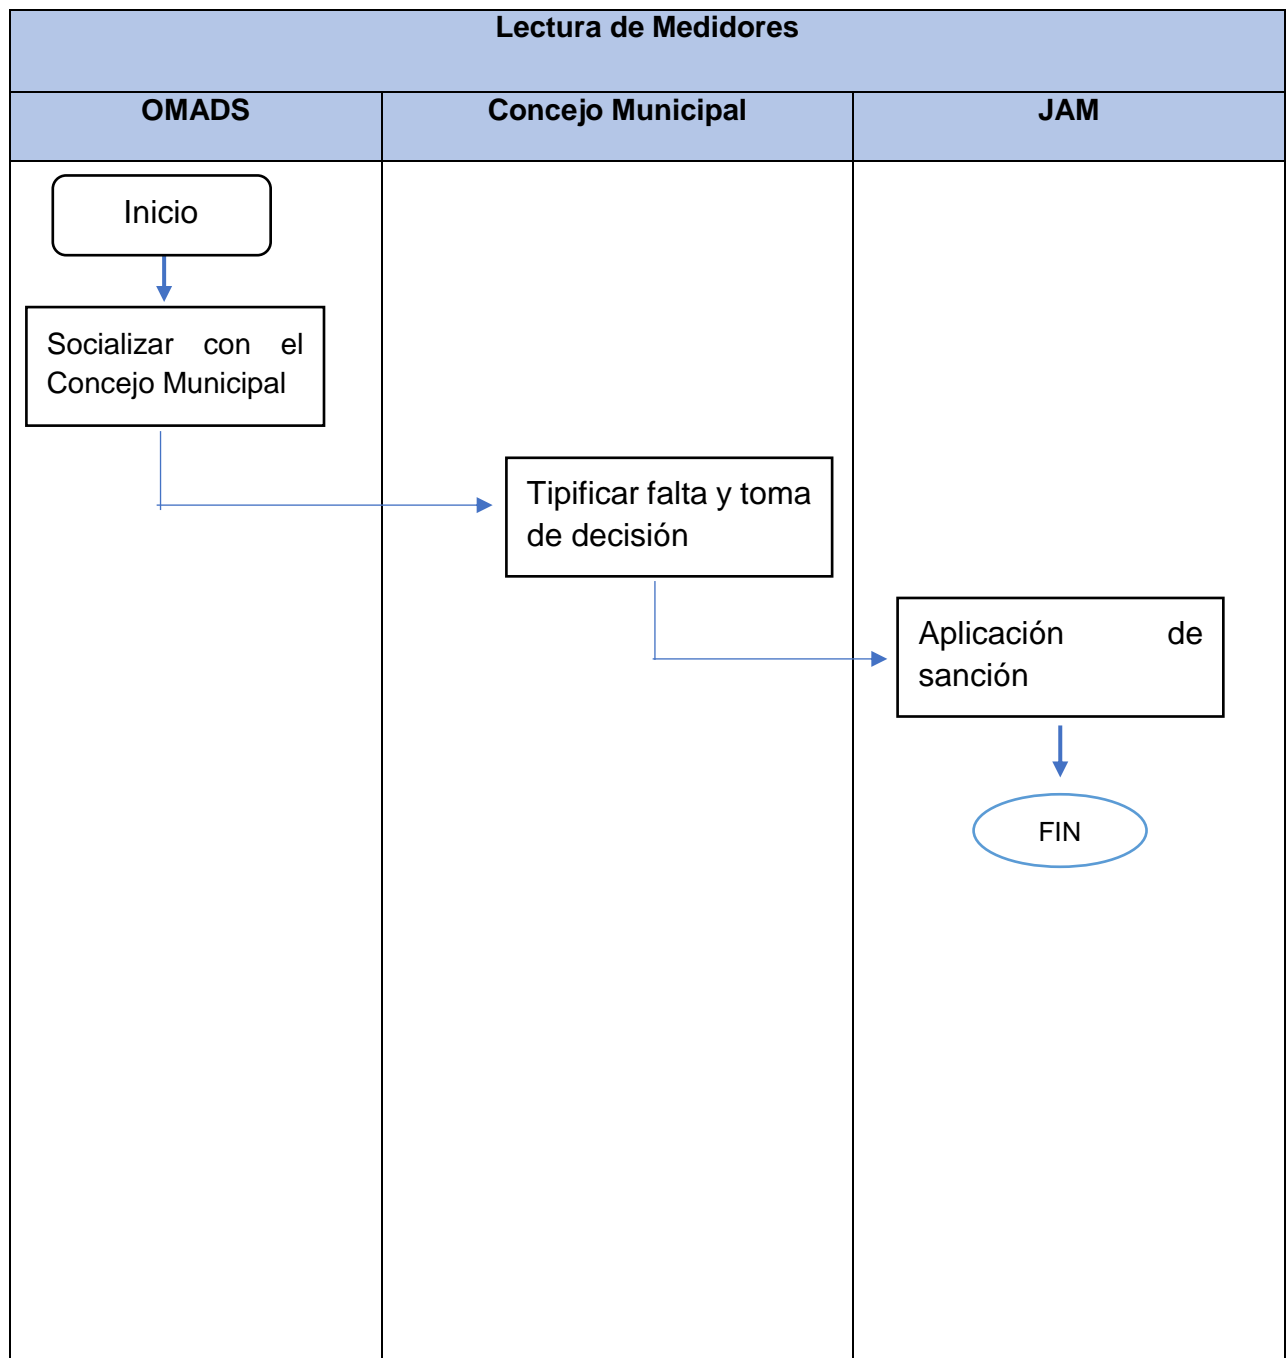 Lectura de Medidores
OMADS
Concejo Municipal
JAM
Inicio
Socializar con el
Concejo Municipal
Tipificar falta y toma
de decisión
Aplicación de
sanción
FIN